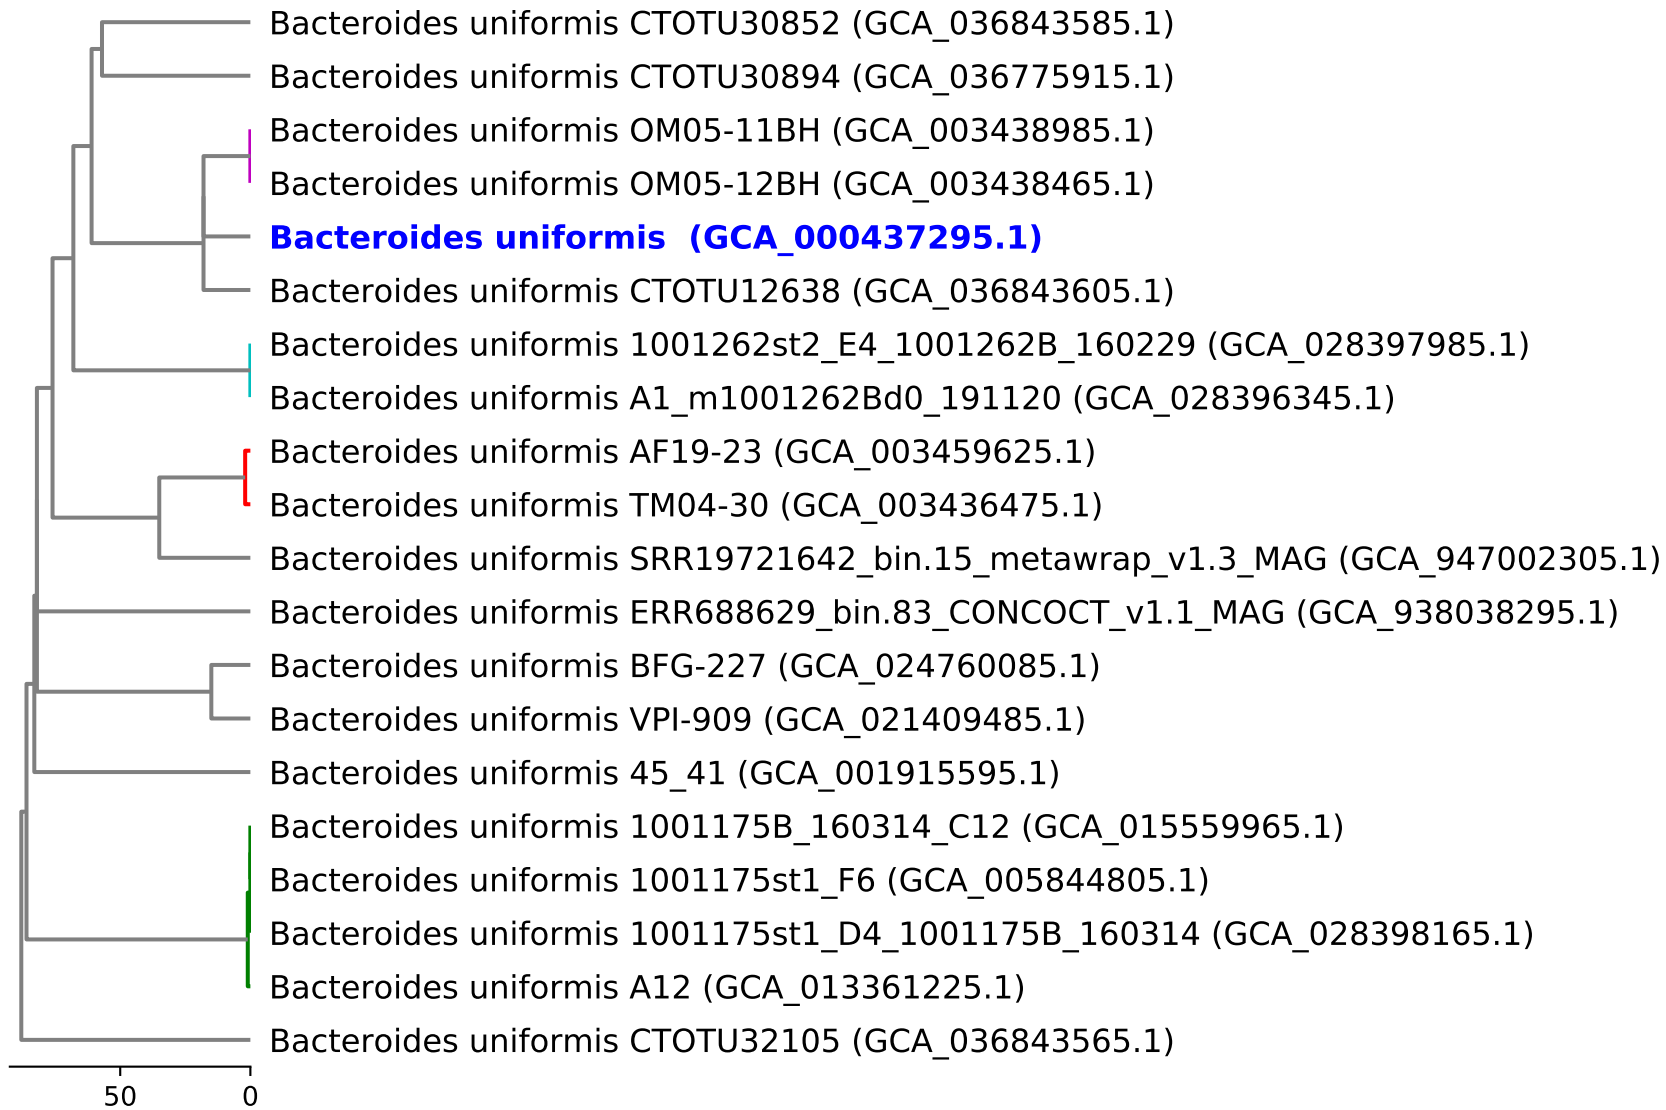 Bacteroides uniformis CTOTU30852 (GCA_036843585.1)
Bacteroides uniformis CTOTU30894 (GCA_036775915.1)
Bacteroides uniformis OM05-11BH (GCA_003438985.1)
Bacteroides uniformis OM05-12BH (GCA_003438465.1)
Bacteroides uniformis  (GCA_000437295.1)
Bacteroides uniformis CTOTU12638 (GCA_036843605.1)
Bacteroides uniformis 1001262st2_E4_1001262B_160229 (GCA_028397985.1)
Bacteroides uniformis A1_m1001262Bd0_191120 (GCA_028396345.1)
Bacteroides uniformis AF19-23 (GCA_003459625.1)
Bacteroides uniformis TM04-30 (GCA_003436475.1)
Bacteroides uniformis SRR19721642_bin.15_metawrap_v1.3_MAG (GCA_947002305.1)
Bacteroides uniformis ERR688629_bin.83_CONCOCT_v1.1_MAG (GCA_938038295.1)
Bacteroides uniformis BFG-227 (GCA_024760085.1)
Bacteroides uniformis VPI-909 (GCA_021409485.1)
Bacteroides uniformis 45_41 (GCA_001915595.1)
Bacteroides uniformis 1001175B_160314_C12 (GCA_015559965.1)
Bacteroides uniformis 1001175st1_F6 (GCA_005844805.1)
Bacteroides uniformis 1001175st1_D4_1001175B_160314 (GCA_028398165.1)
Bacteroides uniformis A12 (GCA_013361225.1)
Bacteroides uniformis CTOTU32105 (GCA_036843565.1)
50 0